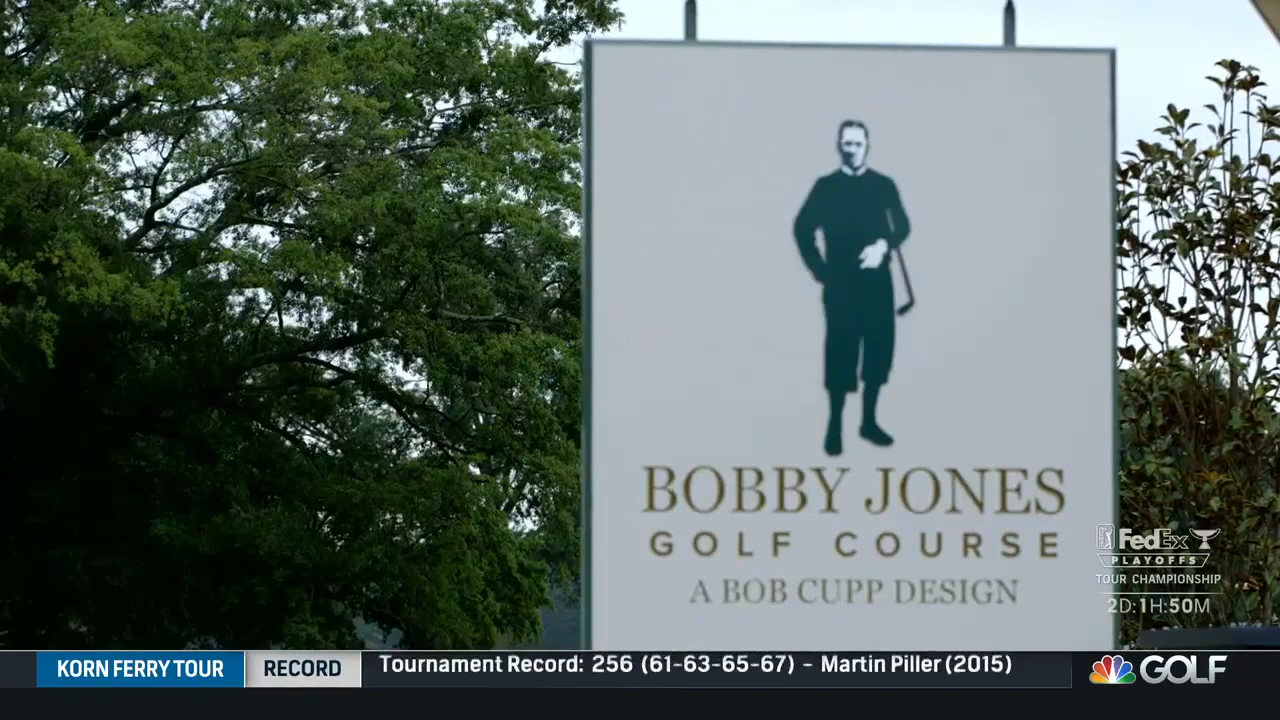 BOBBY JONES
GOLF COURSE
A BOB CUPP DESIGN
FedEx
PLAYOFFS
TOUR CHAMPIONSHIP
2D:1H:50M
KORN FERRY TOUR
RECORD
Tournament Record: 256 (61-63-65-67) - Martin Piller (2015)
GOLF